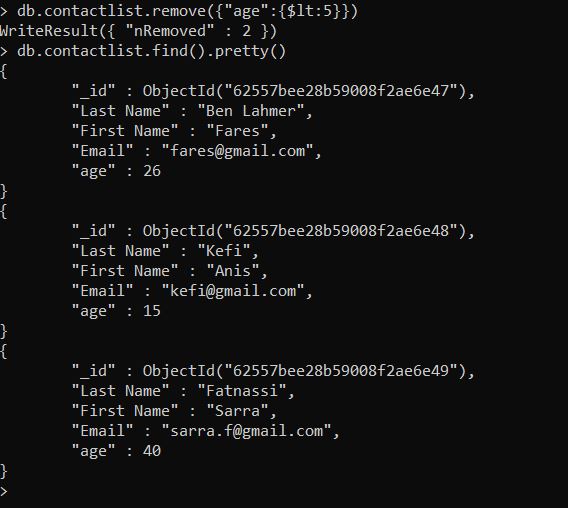 > db.contactlist.remove({"age":{$lt:5}})
WriteResult({ "nRemoved" : 2 })
> db.contactlist.find().pretty()
{
        "_id" : ObjectId("62557bee28b59008f2ae6e47"),
        "Last Name" : "Ben Lahmer",
        "First Name" : "Fares",
        "Email" : "fares@gmail.com",
        "age" : 26
}
{
        "_id" : ObjectId("62557bee28b59008f2ae6e48"),
        "Last Name" : "Kefi",
        "First Name" : "Anis",
        "Email" : "kefi@gmail.com",
        "age" : 15
}
{
        "_id" : ObjectId("62557bee28b59008f2ae6e49"),
        "Last Name" : "Fatnassi",
        "First Name" : "Sarra",
        "Email" : "sarra.f@gmail.com",
        "age" : 40
}
>